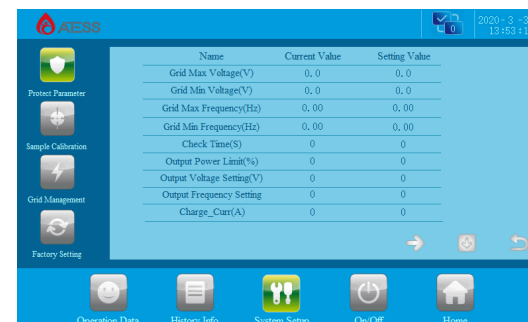 ATESS
0
2020-3-3
13:53:1
Name Current Value Setting Value
Grid Max Voltage(V) 0.0 0.0
Grid Min Voltage(V) 0.0 0.0
Grid Max Frequency(Hz) 0.00 0.00
Grid Min Frequency(Hz) 0.00 0.00
Check Time(S) 0 0
Output Power Limit(%) 0 0
Output Voltage Setting(V) 0 0
Output Frequency Setting 0 0
Charge_Curr(A) 0 0
Protect Parameter
Sample Calibration
Grid Management
Factory Setting
Operation Data History Info System Setup On/Off Home